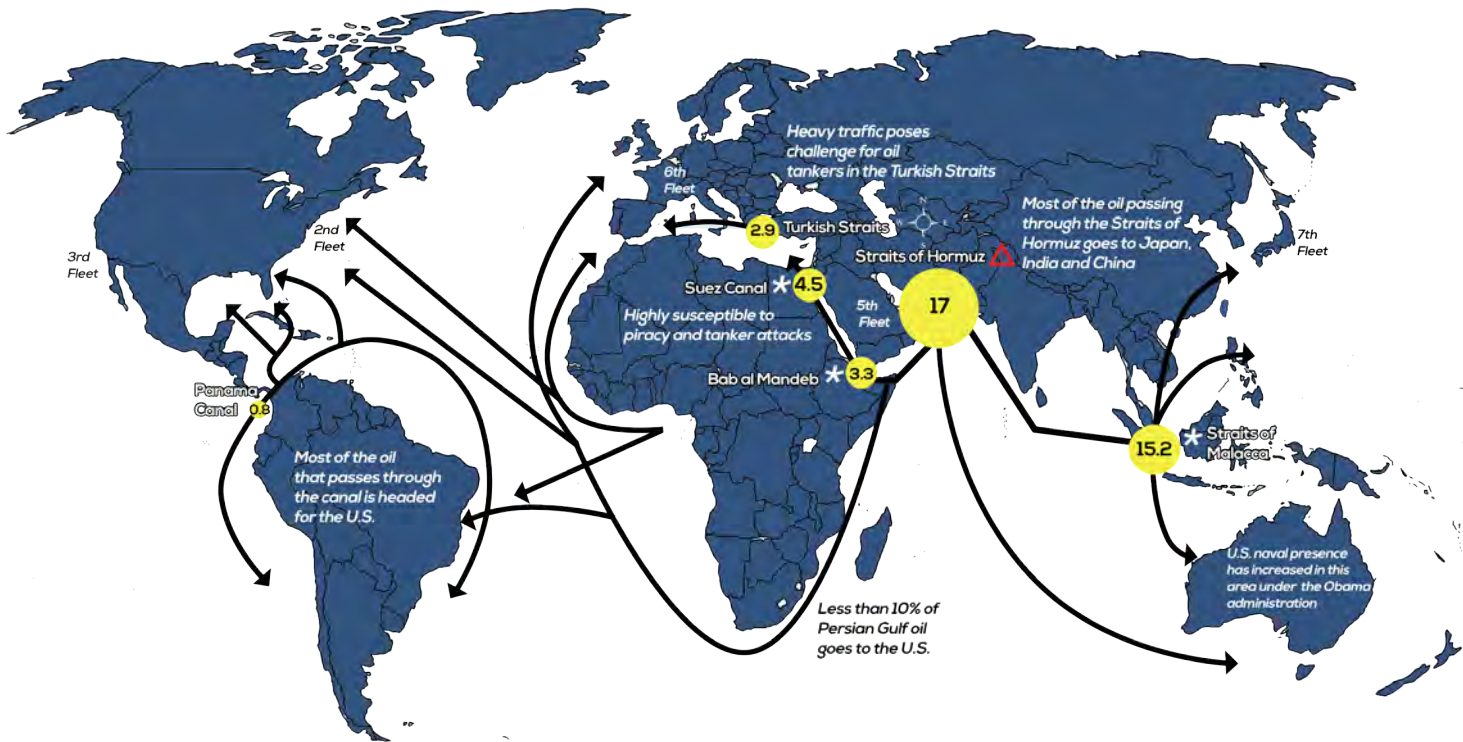 Heavy traffic poses
challenge for oil
tankers in the Turkish Straits
6th
Fleet
N
W
E
S
Most of the oil passing
through the Straits of
Hormuz goes to Japan,
India and China
2nd
Fleet
3rd
Fleet
7th
Fleet
2.9
Turkish Straits
Straits of Hormuz
Suez Canal *
4.5
5th
Fleet
17
Highly susceptible to
piracy and tanker attacks
Bab al Mandeb *
3.3
Panama
Canal
0.8
15.2
* Straits of
Malacca
Most of the oil
that passes through
the canal is headed
for the U.S.
U.S. naval presence
has increased in this
area under the Obama
administration
Less than 10% of
Persian Gulf oil
goes to the U.S.